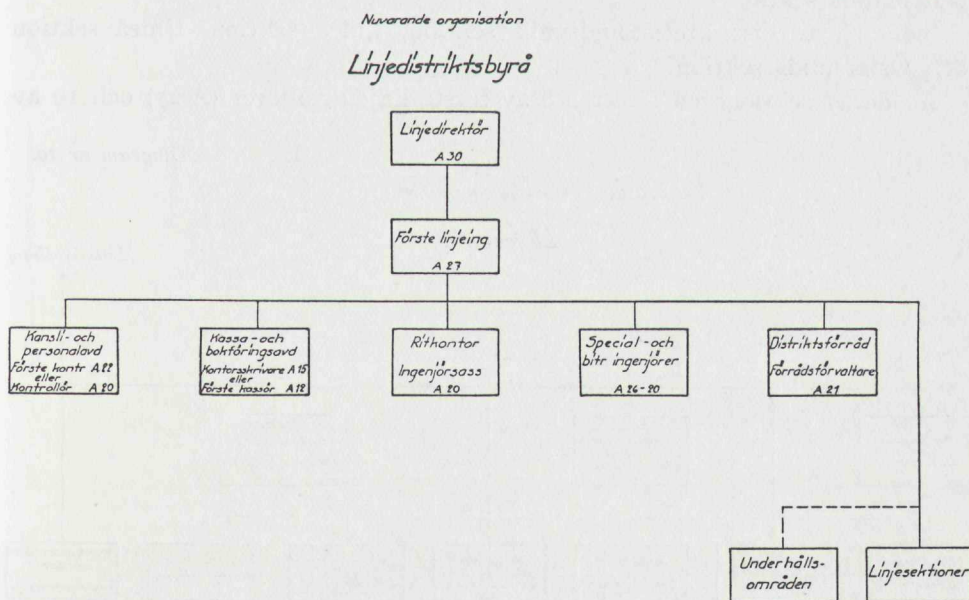 Nuvarande organisation
Linjedistriktsbyrå
Linjedirektör
A 30
Förste linjeing
A 27
Kansli- och
personalavd
Förste kontr A 22
eller
Kontrollör A 20
Kassa- och
bokföringsavd
Kontorsskrivare A 15
eller
Förste kassör A 18
Ritkontor
Ingenjörsass
A 20
Special- och
bitr ingenjörer
A 26-20
Distriktsförråd
Förrådsförvaltare
A 21
Underhålls-
områden
Linjesektioner